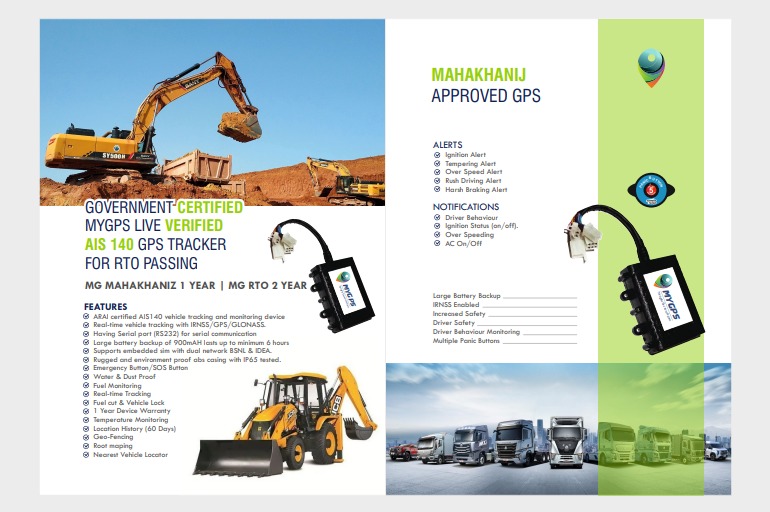 SY500H
GOVERNMENT CERTIFIED
MYGPS LIVE VERIFIED
AIS 140 GPS TRACKER
FOR RTO PASSING
MG MAHAKHANIZ 1 YEAR | MG RTO 2 YEAR
FEATURES
ARAI certified AIS140 vehicle tracking and monitoring device
Real-time vehicle tracking with IRNSS/GPS/GLONASS.
Having Serial port (RS232) for serial communication
Large battery backup of 900mAH lasts up to minimum 6 hours
Supports embedded sim with dual network BSNL & IDEA.
Rugged and environment proof abs casing with IP65 tested.
Emergency Button/SOS Button
Water & Dust Proof
Fuel Monitoring
Real-time Tracking
Fuel cut & Vehicle Lock
1 Year Device Warranty
Temperature Monitoring
Location History (60 Days)
Geo-Fencing
Root maping
Nearest Vehicle Locator
MYGPS
JCB
MAHAKHANIJ
APPROVED GPS
ALERTS
Ignition Alert
Tempering Alert
Over Speed Alert
Rush Driving Alert
Harsh Braking Alert
NOTIFICATIONS
Driver Behaviour
Ignition Status (on/off).
Over Speeding
AC On/Off
Large Battery Backup
IRNSS Enabled
Increased Safety
Driver Safety
Driver Behaviour Monitoring
Multiple Panic Buttons
MYGPS